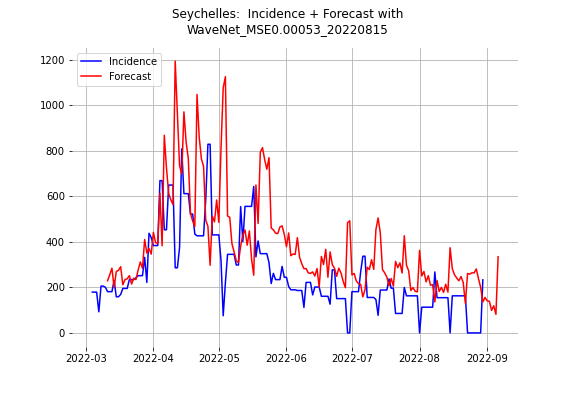 Seychelles:  Incidence + Forecast with
WaveNet_MSE0.00053_20220815
Incidence
Forecast
1200
1000
800
600
400
200
0
2022-03 2022-04 2022-05 2022-06 2022-07 2022-08 2022-09